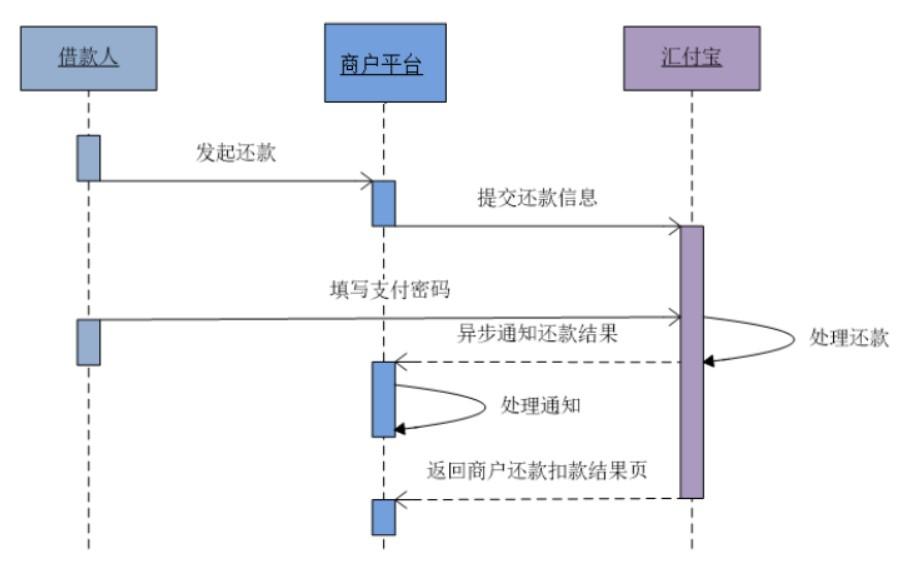 借款人
商户平台
汇付宝
发起还款
提交还款信息
填写支付密码
异步通知还款结果
处理还款
处理通知
返回商户还款扣款结果页